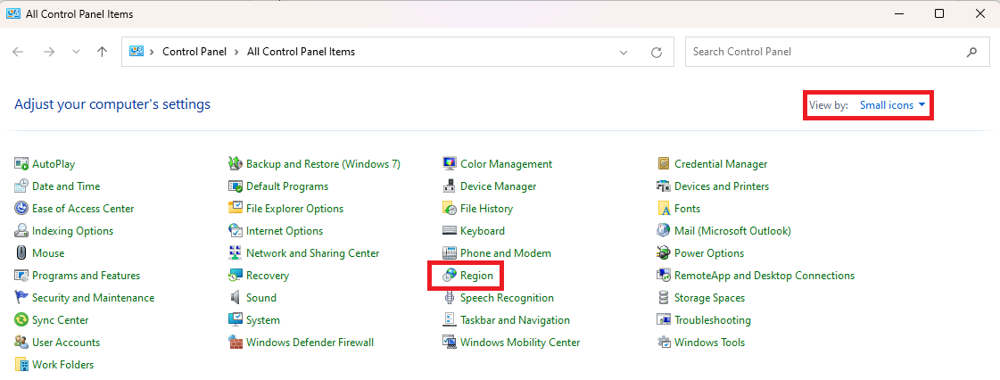 All Control Panel Items
Control Panel > All Control Panel Items
Search Control Panel
Adjust your computer's settings
View by: Small icons
AutoPlay Backup and Restore (Windows 7) Color Management Credential Manager
Date and Time Default Programs Device Manager Devices and Printers
Ease of Access Center File Explorer Options File History Fonts
Indexing Options Internet Options Keyboard Mail (Microsoft Outlook)
Mouse Network and Sharing Center Phone and Modem Power Options
Programs and Features Recovery Region RemoteApp and Desktop Connections
Security and Maintenance Sound Speech Recognition Storage Spaces
Sync Center System Taskbar and Navigation Troubleshooting
User Accounts Windows Defender Firewall Windows Mobility Center Windows Tools
Work Folders